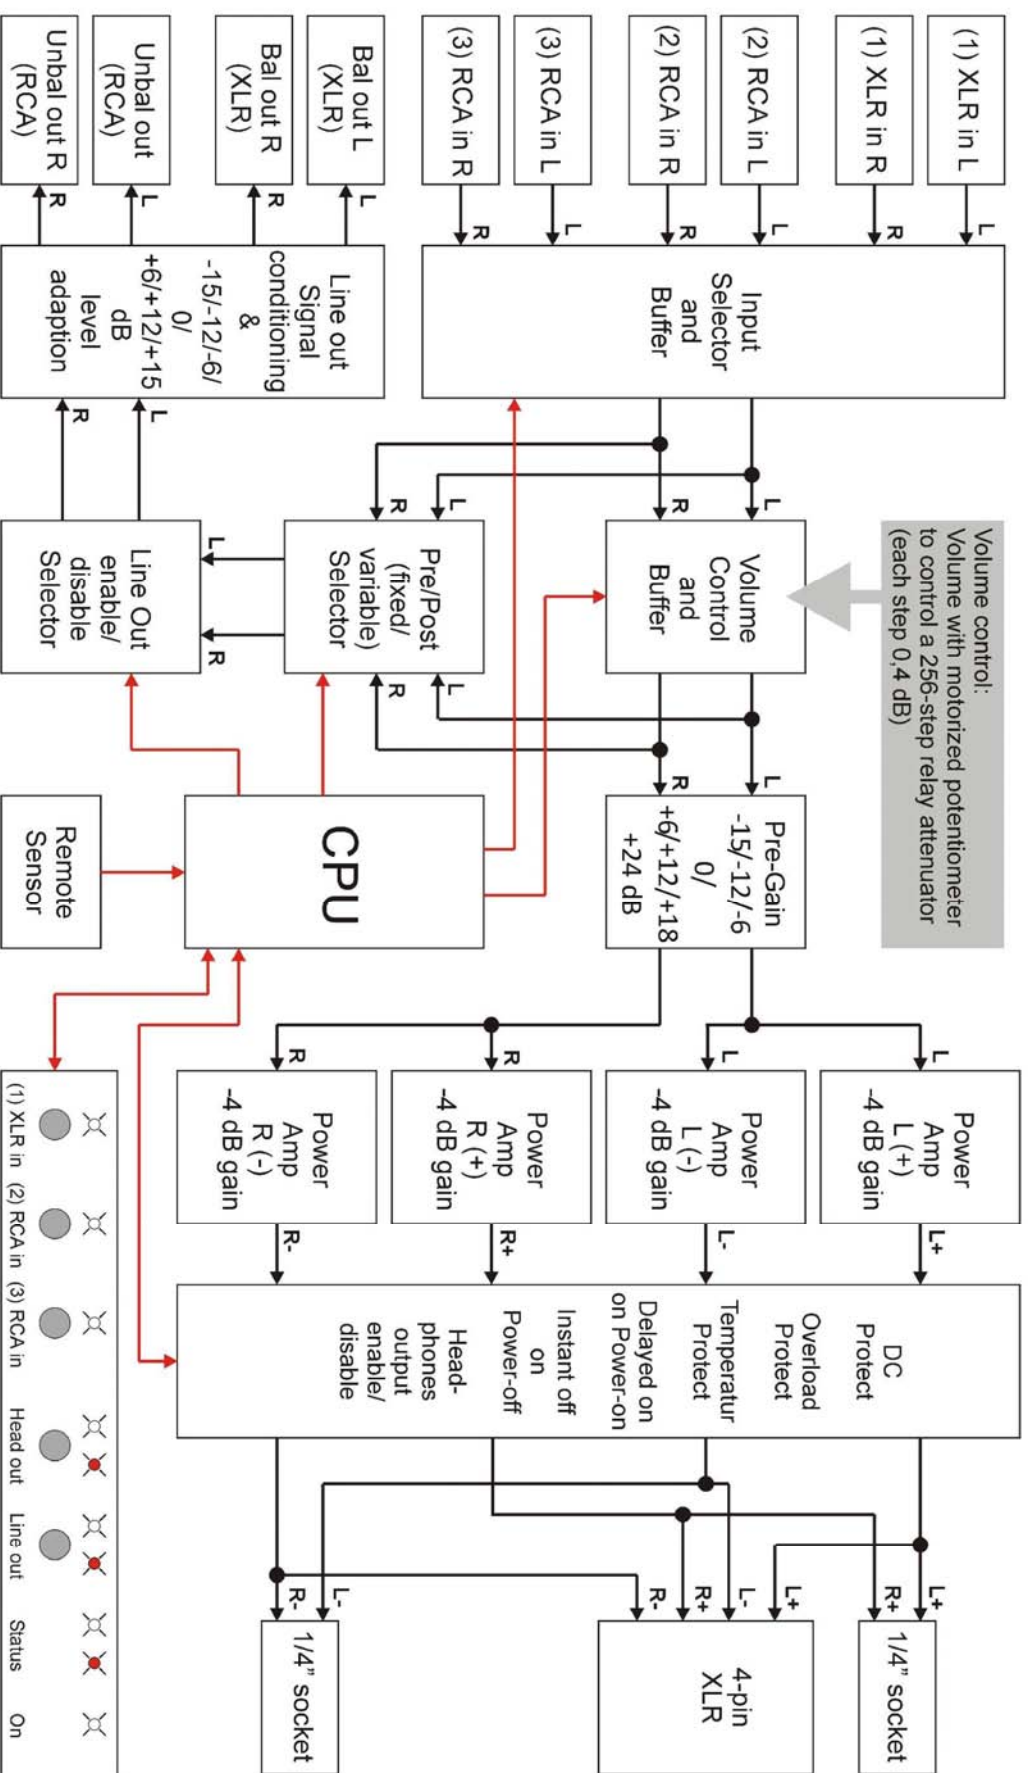 (1) XLR in L
(1) XLR in R
(2) RCA in L
(2) RCA in R
(3) RCA in L
(3) RCA in R
Bal out L
(XLR)
Bal out R
(XLR)
Unbal out
(RCA)
Unbal out R
(RCA)
L
R
L
R
L
R
L
R
L
R
Input
Selector
and
Buffer
Line out
Signal
conditioning
&
-15/-12/-6/
0/
+6/+12/+15
dB
level
adaption
L
R
L
R
L
R
Volume control:
Volume with motorized potentiometer
to control a 256-step relay attenuator
(each step 0,4 dB)
Volume
Control
and
Buffer
Pre/Post
(fixed/
variable)
Selector
L
R
Line Out
enable/
disable
Selector
L
R
L
R
Pre-Gain
-15/-12/-6
0/
+6/+12/+18
+24 dB
CPU
Remote
Sensor
L
L
R
R
Power
Amp
L (+)
-4 dB gain
Power
Amp
L (-)
-4 dB gain
Power
Amp
R (+)
-4 dB gain
Power
Amp
R (-)
-4 dB gain
L+
L-
R+
R-
DC
Protect
Overload
Protect
Temperatur
Protect
Delayed on
on Power-on
Instant off
on
Power-off
Head-
phones
output
enable/
disable
L+
R+
L+
L-
R+
R-
L-
R-
1/4” socket
4-pin
XLR
1/4” socket
(1) XLR in
(2) RCA in
(3) RCA in
Head out
Line out
Status
On